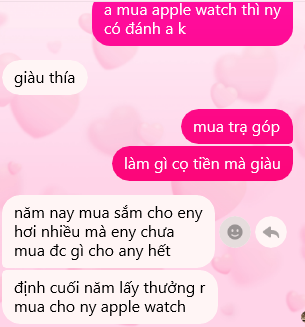 a mua apple watch thì ny
có đánh a k
giàu thía
mua trạ góp
làm gì cọ tiền mà giàu
năm nay mua sắm cho eny
hơi nhiều mà eny chưa
mua đc gì cho any hết
định cuối năm lấy thưởng r
mua cho ny apple watch